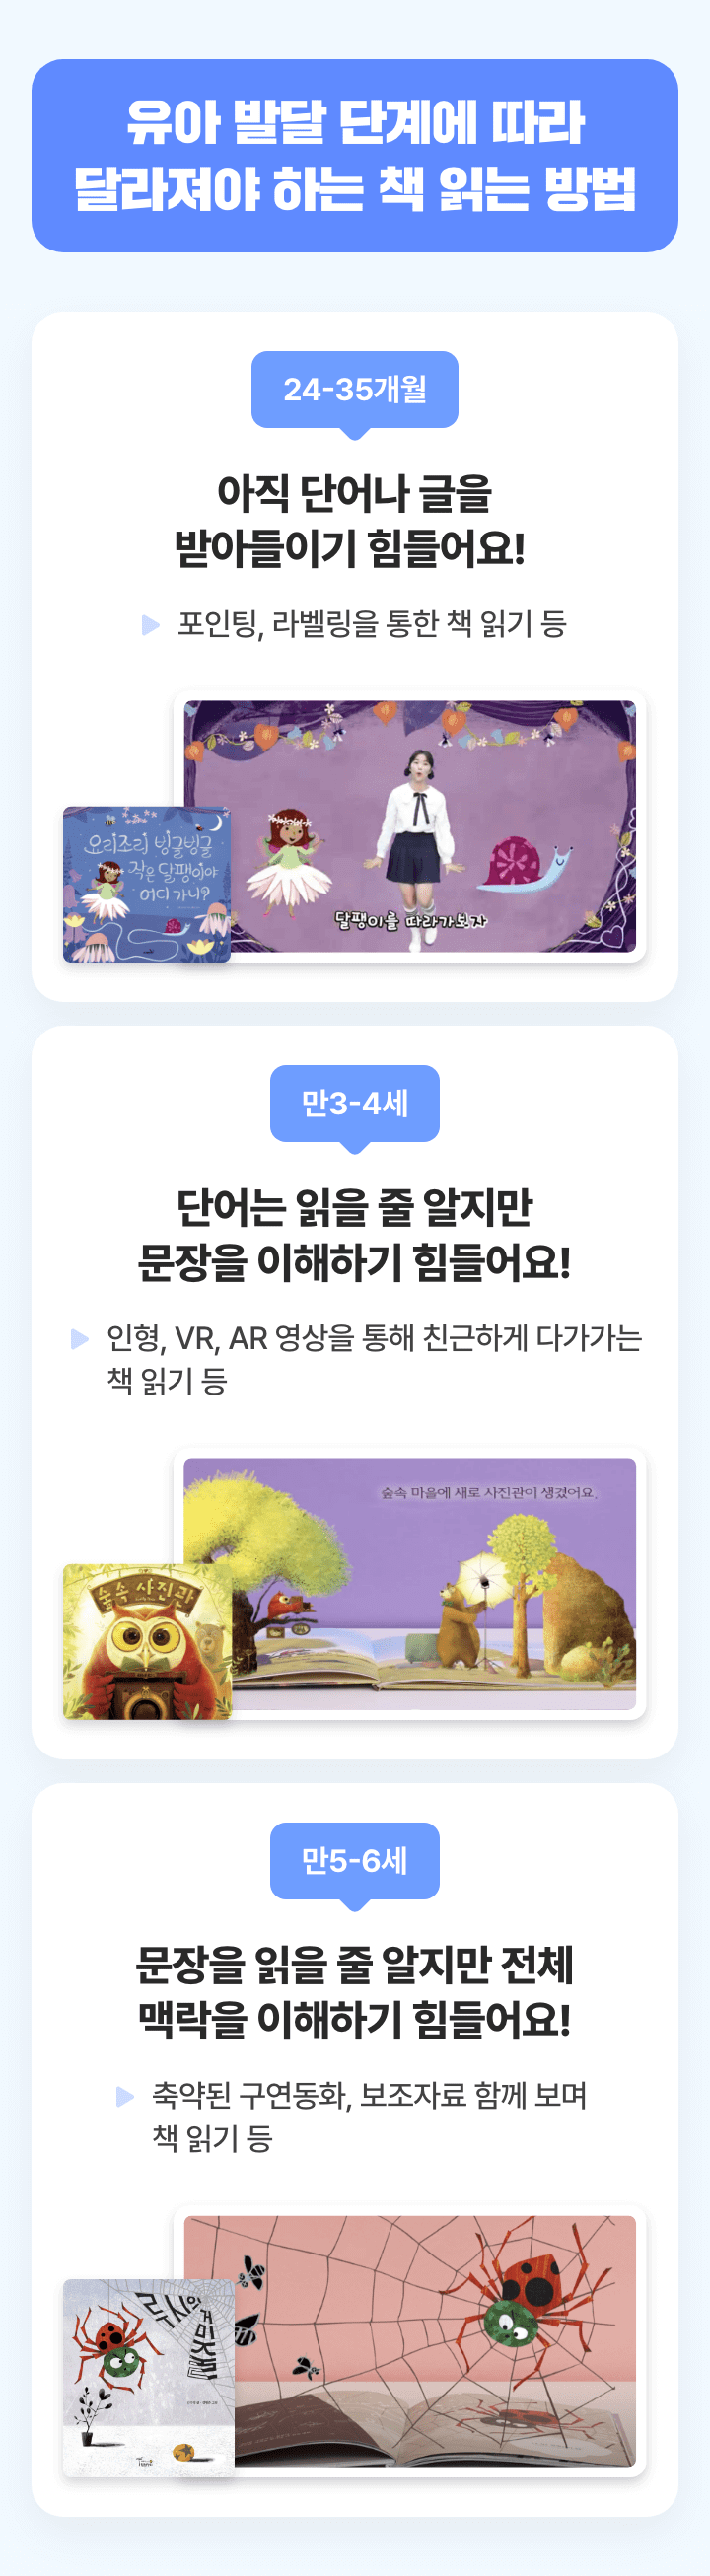 유아 발달 단계에 따라
달라져야 하는 책 읽는 방법
24-35개월
아직 단어나 글을
받아들이기 힘들어요!
포인팅, 라벨링을 통한 책 읽기 등
요리조리 빙글빙글
작은 달팽이야
어디 가니?
달팽이를 따라가보자
만3-4세
단어는 읽을 줄 알지만
문장을 이해하기 힘들어요!
인형, VR, AR 영상을 통해 친근하게 다가가는
책 읽기 등
숲속 마을에 새로 사진관이 생겼어요.
숲속 사진관
만5-6세
문장을 읽을 줄 알지만 전체
맥락을 이해하기 힘들어요!
축약된 구연동화, 보조자료 함께 보며
책 읽기 등